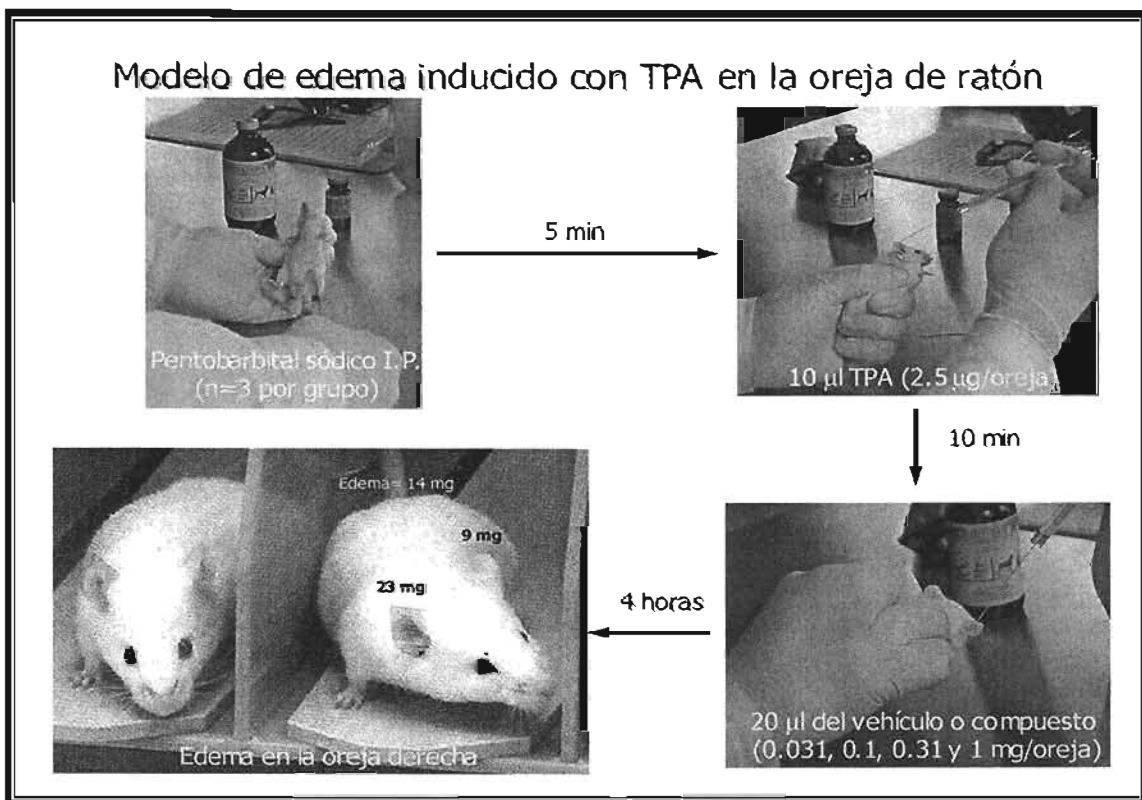 Modelo de edema inducido con TPA en la oreja de ratón
5 min
Pentobarbital sódico I.P.
(n=3 por grupo)
10 µl TPA (2.5 µg/oreja)
10 min
Edema= 14 mg
9 mg
23 mg
4 horas
20 µl del vehículo o compuesto
(0.031, 0.1, 0.31 y 1 mg/oreja)
Edema en la oreja derecha